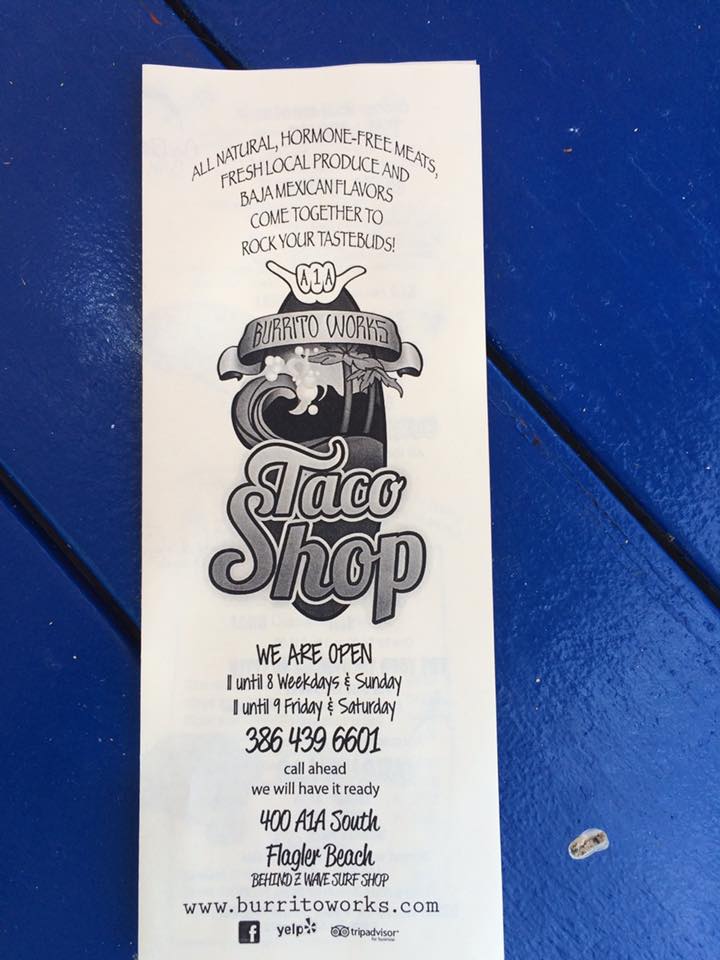 ALL NATURAL, HORMONE-FREE MEATS,
FRESH LOCAL PRODUCE AND
BAJA MEXICAN FLAVORS
COME TOGETHER TO
ROCK YOUR TASTEBUDS!
A1A
BURRITO WORKS
Taco
Shop
WE ARE OPEN
11 until 8 Weekdays & Sunday
11 until 9 Friday & Saturday
386 439 6601
call ahead
we will have it ready
400 A1A South
Flagler Beach
BEHIND Z WAVE SURF SHOP
www.burritoworks.com
f yelp tripadvisor
for business